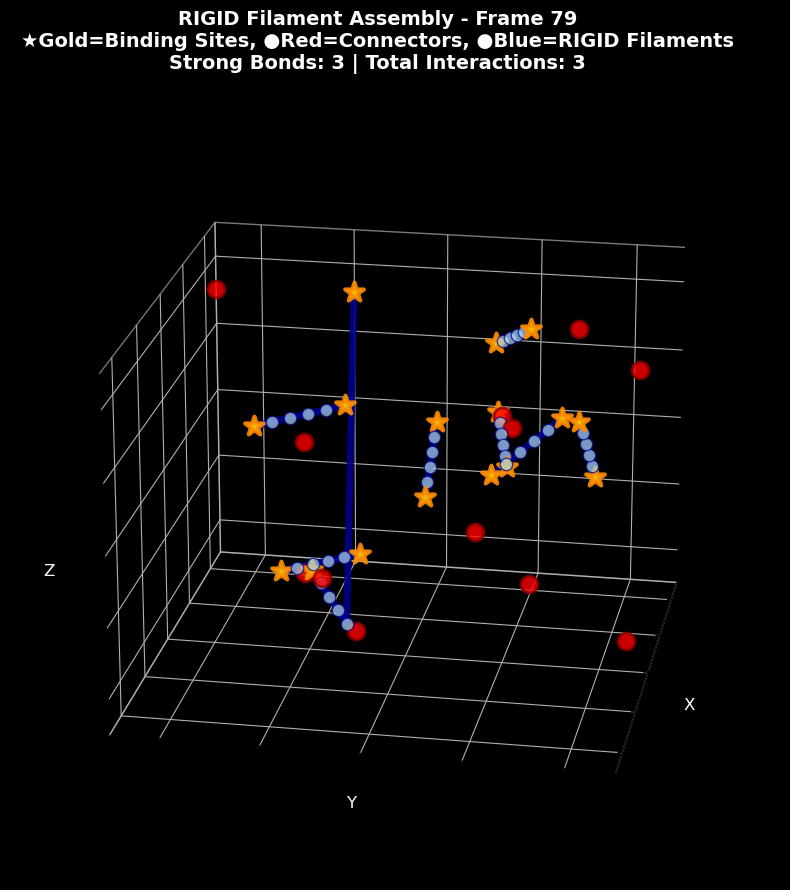 RIGID Filament Assembly - Frame 79
★Gold=Binding Sites, ●Red=Connectors, ●Blue=RIGID Filaments
Strong Bonds: 3 | Total Interactions: 3
Z
X
Y